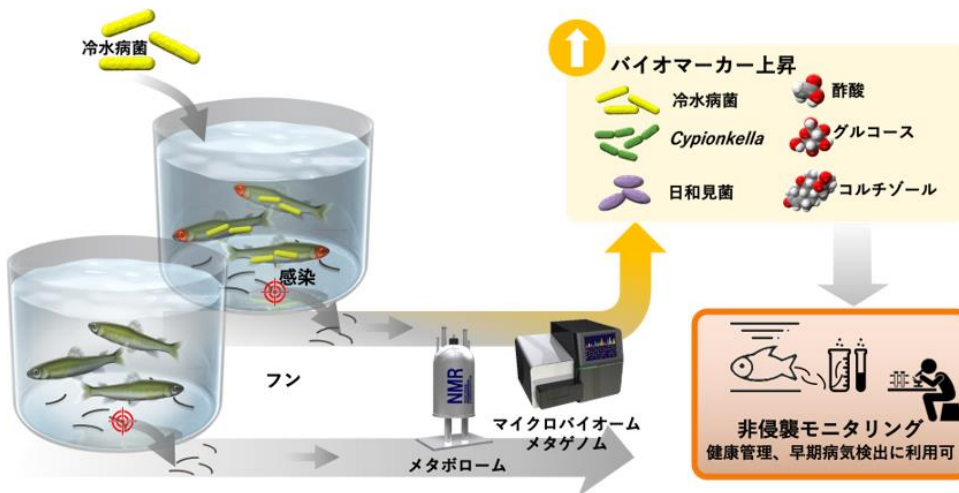 冷水病菌
バイオマーカー上昇
冷水病菌
酢酸
Cypionkella
グルコース
日和見菌
コルチゾール
感染
フン
NMR
マイクロバイオーム
メタゲノム
メタボローム
非侵襲モニタリング
健康管理、早期病気検出に利用可